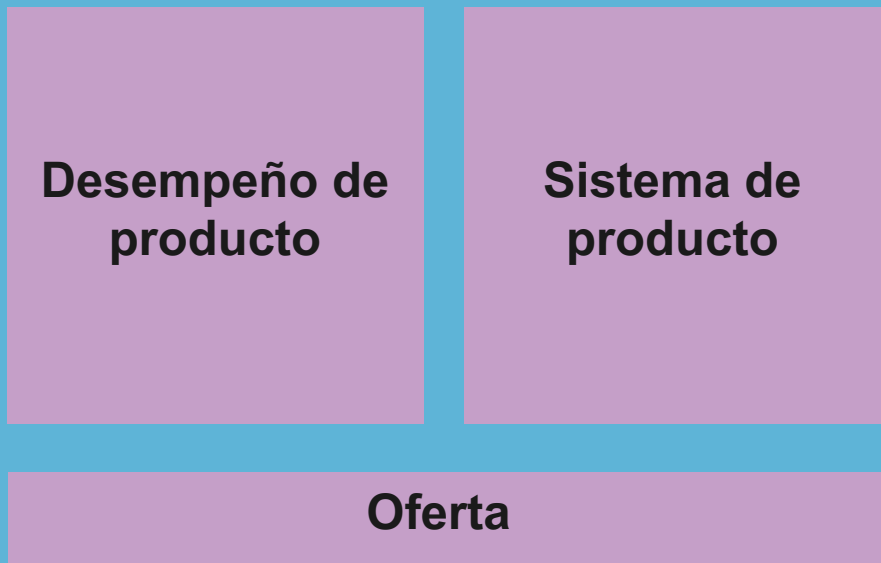 Desempeño de
producto
Sistema de
producto
Oferta